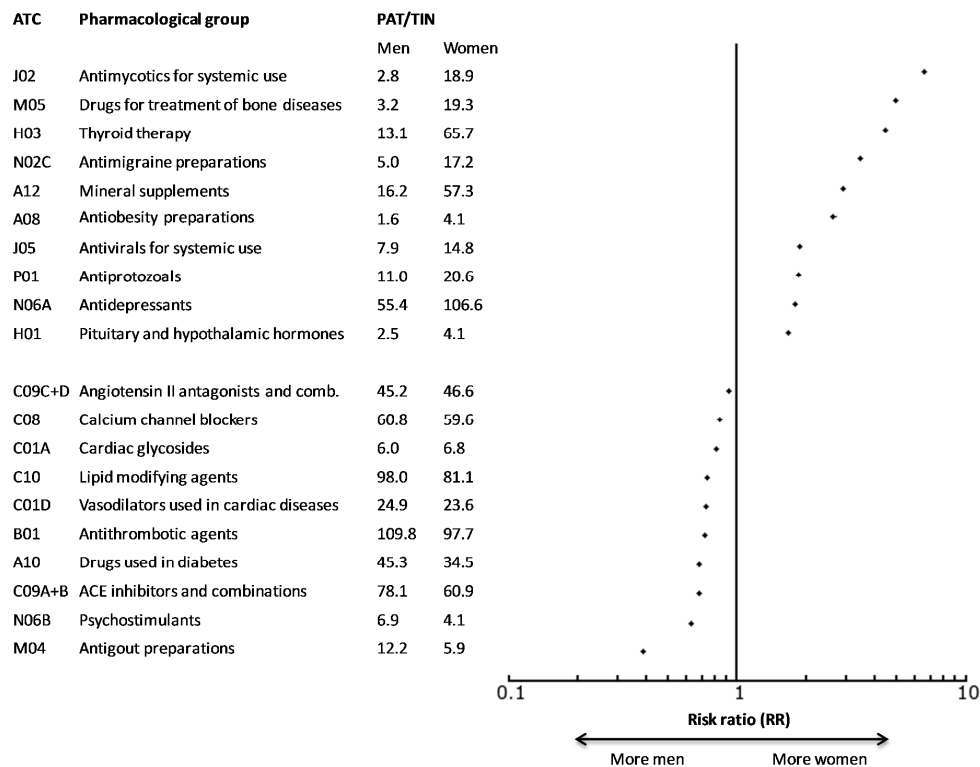 ATC Pharmacological group PAT/TIN
Men Women
J02 Antimycotics for systemic use 2.8 18.9
M05 Drugs for treatment of bone diseases 3.2 19.3
H03 Thyroid therapy 13.1 65.7
N02C Antimigraine preparations 5.0 17.2
A12 Mineral supplements 16.2 57.3
A08 Antiobesity preparations 1.6 4.1
J05 Antivirals for systemic use 7.9 14.8
P01 Antiprotozoals 11.0 20.6
N06A Antidepressants 55.4 106.6
H01 Pituitary and hypothalamic hormones 2.5 4.1
C09C+D Angiotensin II antagonists and comb. 45.2 46.6
C08 Calcium channel blockers 60.8 59.6
C01A Cardiac glycosides 6.0 6.8
C10 Lipid modifying agents 98.0 81.1
C01D Vasodilators used in cardiac diseases 24.9 23.6
B01 Antithrombotic agents 109.8 97.7
A10 Drugs used in diabetes 45.3 34.5
C09A+B ACE inhibitors and combinations 78.1 60.9
N06B Psychostimulants 6.9 4.1
M04 Antigout preparations 12.2 5.9
0.1 1 10
Risk ratio (RR)
More men More women